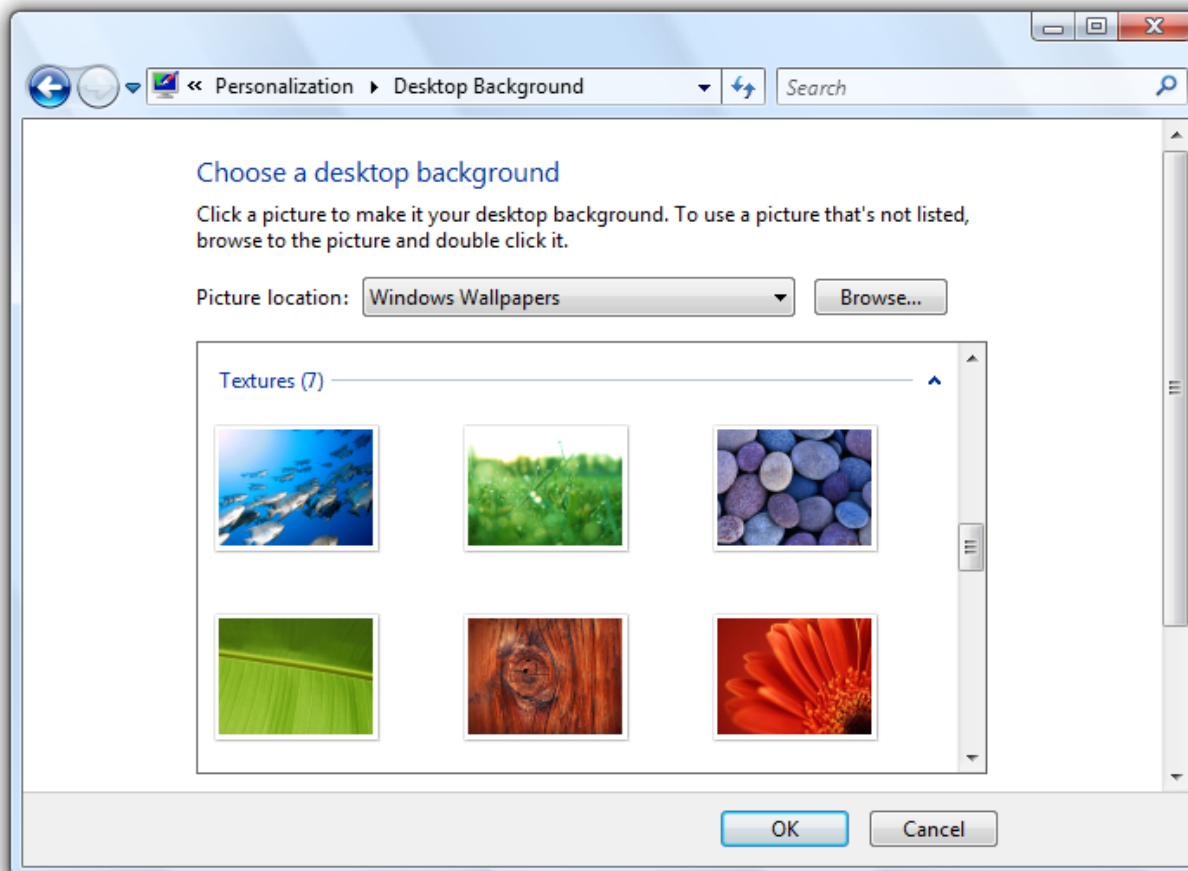 « Personalization ▸ Desktop Background
Search
Choose a desktop background
Click a picture to make it your desktop background. To use a picture that's not listed,
browse to the picture and double click it.
Picture location: Windows Wallpapers Browse...
Textures (7)
OK Cancel